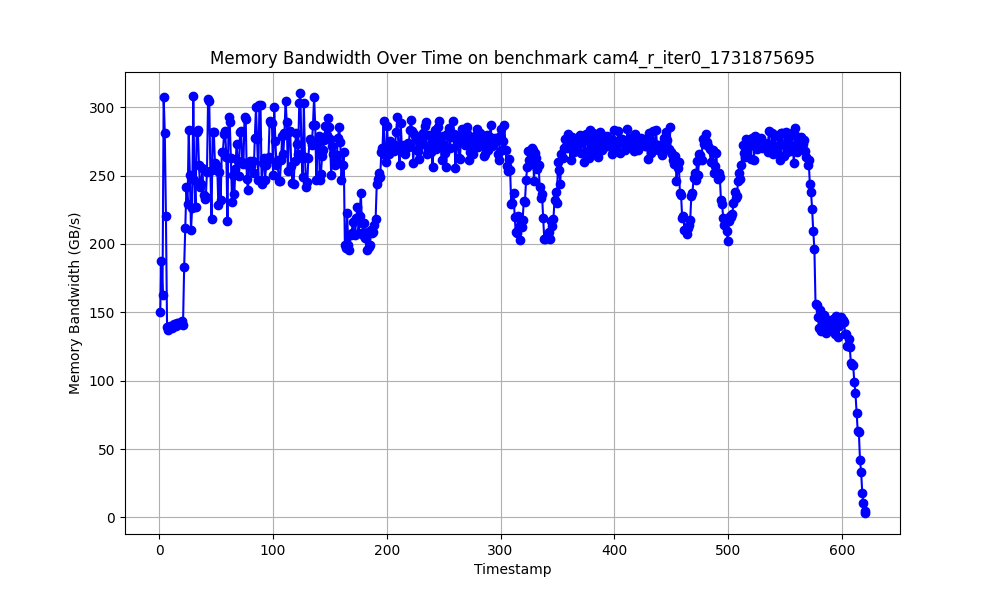 Memory Bandwidth Over Time on benchmark cam4_r_iter0_1731875695
Memory Bandwidth (GB/s)
300
250
200
150
100
50
0
0 100 200 300 400 500 600
Timestamp